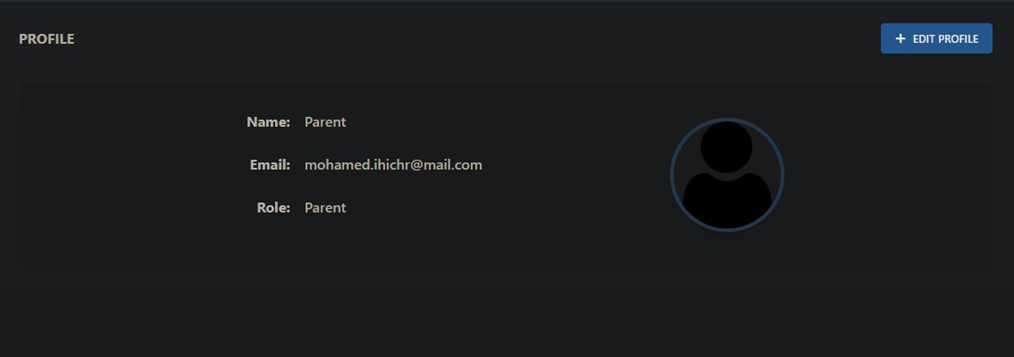 PROFILE
+ EDIT PROFILE
Name: Parent
Email: mohamed.ihichr@mail.com
Role: Parent